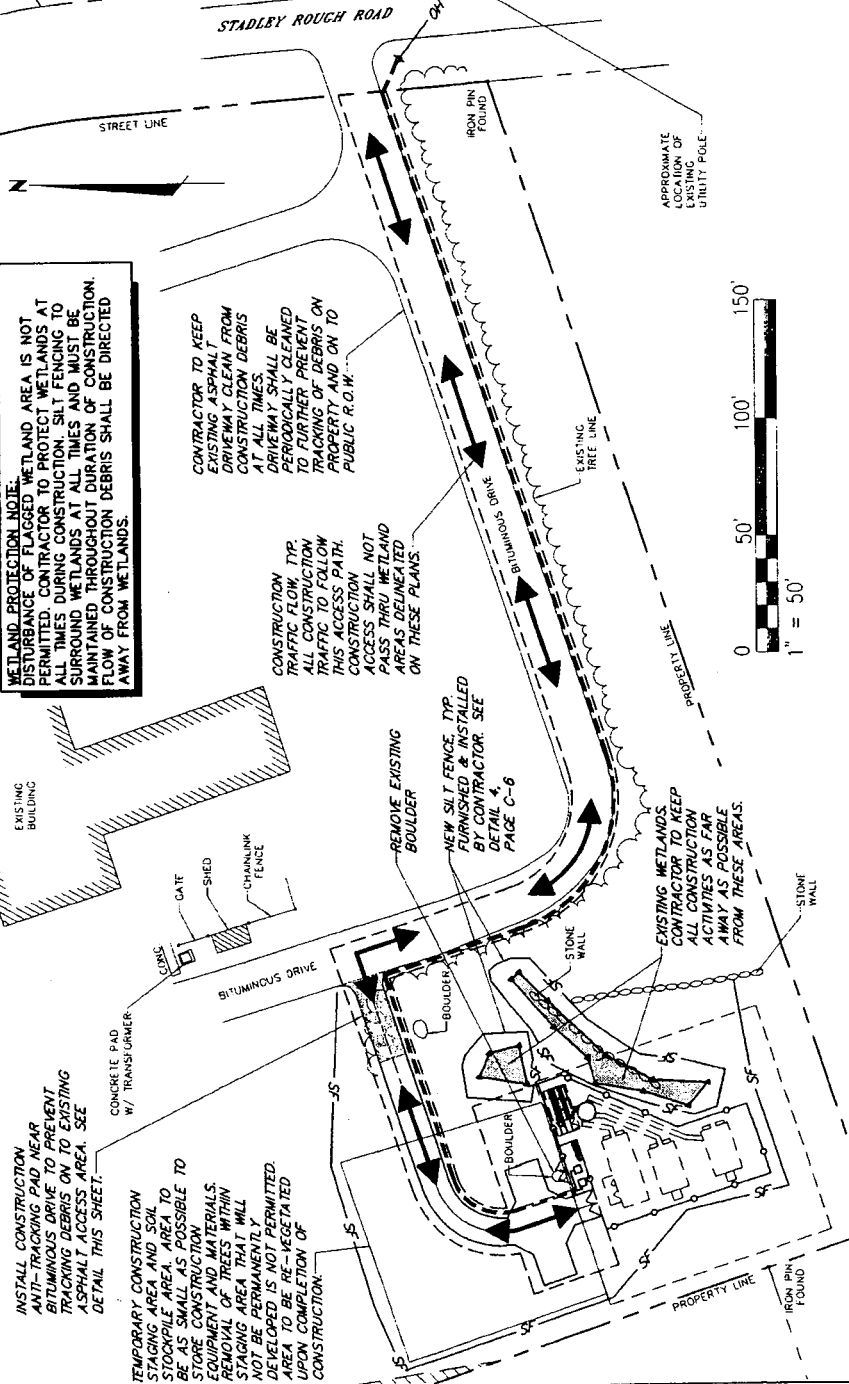 STADLEY ROUGH ROAD
OH
STREET LINE
N
IRON PIN
FOUND
APPROXIMATE
LOCATION OF
EXISTING
UTILITY POLE
WETLAND PROTECTION NOTE:
DISTURBANCE OF FLAGGED WETLAND AREA IS NOT
PERMITTED. CONTRACTOR TO PROTECT WETLANDS AT
ALL TIMES DURING CONSTRUCTION. SILT FENCING TO
SURROUND WETLANDS AT ALL TIMES AND MUST BE
MAINTAINED THROUGHOUT DURATION OF CONSTRUCTION.
FLOW OF CONSTRUCTION DEBRIS SHALL BE DIRECTED
AWAY FROM WETLANDS.
CONTRACTOR TO KEEP
EXISTING ASPHALT
DRIVEWAY CLEAN FROM
CONSTRUCTION DEBRIS
AT ALL TIMES.
DRIVEWAY SHALL BE
PERIODICALLY CLEANED
TO FURTHER PREVENT
TRACKING OF DEBRIS ON
PROPERTY AND ON TO
PUBLIC R.O.W.
CONSTRUCTION
TRAFFIC FLOW, TYP.
ALL CONSTRUCTION
TRAFFIC TO FOLLOW
THIS ACCESS PATH.
CONSTRUCTION
ACCESS SHALL NOT
PASS THRU WETLAND
AREAS DELINEATED
ON THESE PLANS.
BITUMINOUS DRIVE
EXISTING
TREE LINE
PROPERTY LINE
0
50'
100'
150'
1" = 50'
EXISTING
BUILDING
GATE
SHED
CHAINLINK
FENCE
CONC
CONCRETE PAD
W/ TRANSFORMER
BITUMINOUS DRIVE
REMOVE EXISTING
BOULDER
NEW SILT FENCE, TYP.
FURNISHED & INSTALLED
BY CONTRACTOR. SEE
DETAIL 4,
PAGE C-6
EXISTING WETLANDS.
CONTRACTOR TO KEEP
ALL CONSTRUCTION
ACTIVITIES AS FAR
AWAY AS POSSIBLE
FROM THESE AREAS.
STONE
WALL
STONE
WALL
BOULDER
BOULDER
INSTALL CONSTRUCTION
ANTI-TRACKING PAD NEAR
BITUMINOUS DRIVE TO PREVENT
TRACKING DEBRIS ON TO EXISTING
ASPHALT ACCESS AREA. SEE
DETAIL THIS SHEET.
TEMPORARY CONSTRUCTION
STAGING AREA AND SOIL
STOCKPILE AREA. AREA TO
BE AS SMALL AS POSSIBLE TO
STORE CONSTRUCTION
EQUIPMENT AND MATERIALS.
REMOVAL OF TREES WITHIN
STAGING AREA THAT WILL
NOT BE PERMANENTLY
DEVELOPED IS NOT PERMITTED.
AREA TO BE RE-VEGETATED
UPON COMPLETION OF
CONSTRUCTION.
SF
SF
SF
SF
SF
SF
SF
SF
SF
SF
SF
SF
PROPERTY LINE
IRON PIN
FOUND